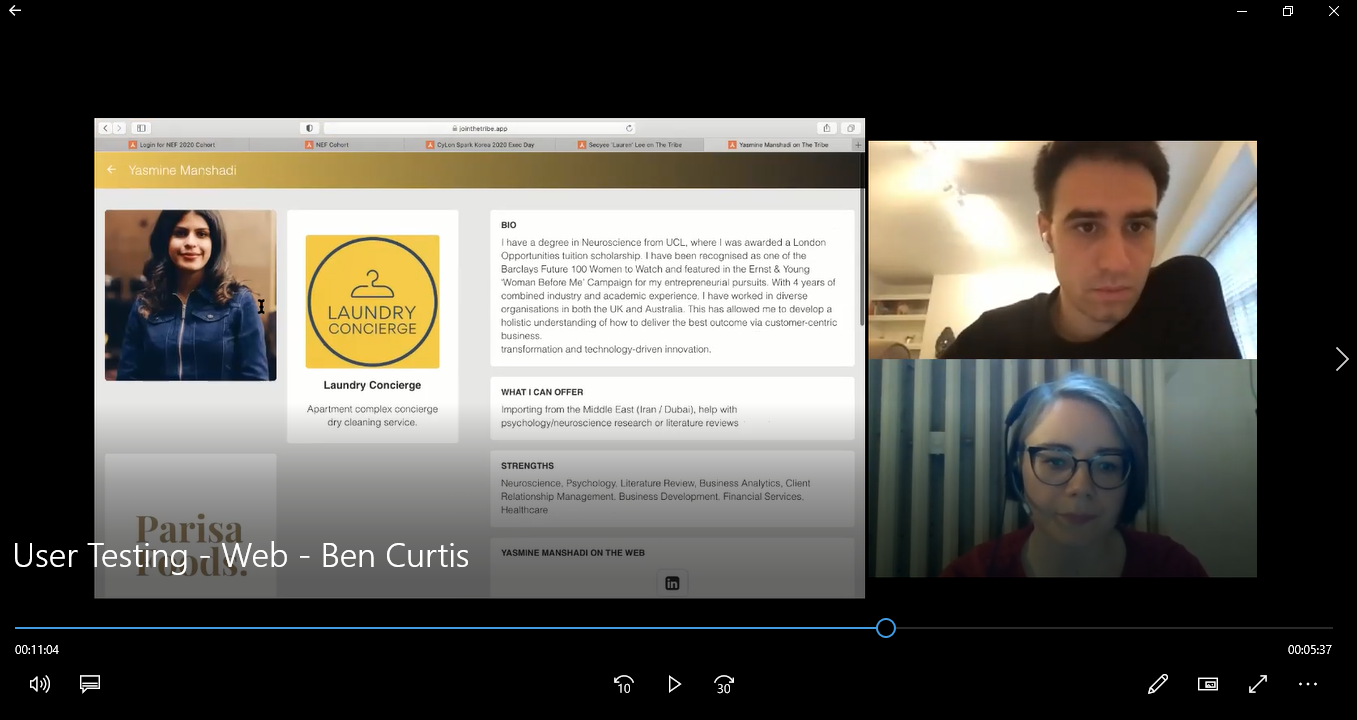 jointhetribe.app
Login for NEF 2020 Cohort
NEF Cohort
CyLon Spark Korea 2020 Exec Day
Seoyee 'Lauren' Lee on The Tribe
Yasmine Manshadi on The Tribe
Yasmine Manshadi
LAUNDRY
CONCIERGE
Laundry Concierge
Apartment complex concierge
dry cleaning service.
Parisa
Foods.
BIO
I have a degree in Neuroscience from UCL, where I was awarded a London
Opportunities tuition scholarship. I have been recognised as one of the
Barclays Future 100 Women to Watch and featured in the Ernst & Young
'Woman Before Me' Campaign for my entrepreneurial pursuits. With 4 years of
combined industry and academic experience. I have worked in diverse
organisations in both the UK and Australia. This has allowed me to develop a
holistic understanding of how to deliver the best outcome via customer-centric
business.
transformation and technology-driven innovation.
WHAT I CAN OFFER
Importing from the Middle East (Iran / Dubai), help with
psychology/neuroscience research or literature reviews
STRENGTHS
Neuroscience, Psychology, Literature Review, Business Analytics, Client
Relationship Management, Business Development, Financial Services,
Healthcare
YASMINE MANSHADI ON THE WEB
in
User Testing - Web - Ben Curtis
00:11:04
00:05:37
10
30